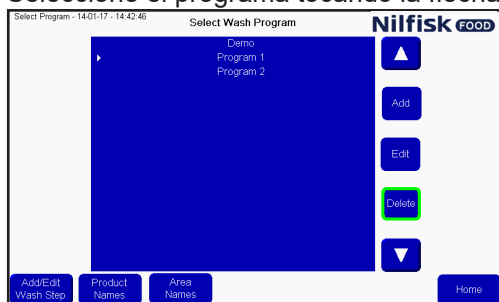 Seleccione el programa tocando la flecha
Select Program - 14-01-17 - 14:42:46
Select Wash Program
Nilfisk FOOD
Demo
Program 1
Program 2
Add
Edit
Delete
Add/Edit
Wash Step
Product
Names
Area
Names
Home